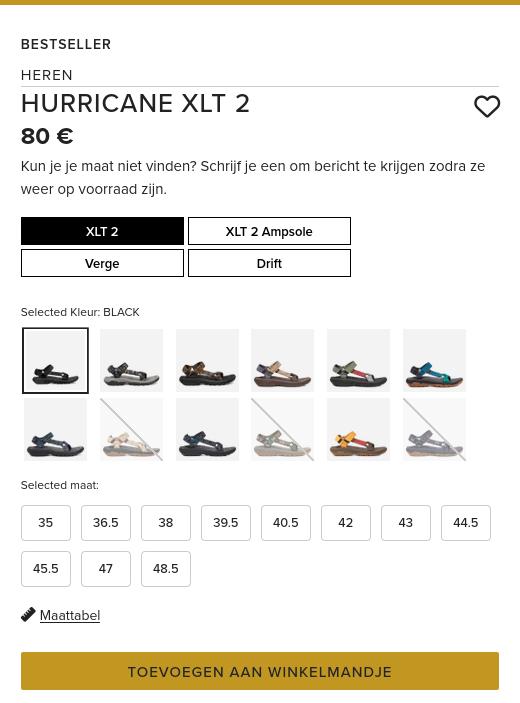 BESTSELLER
HEREN
HURRICANE XLT 2
80 €
Kun je je maat niet vinden? Schrijf je een om bericht te krijgen zodra ze
weer op voorraad zijn.
XLT 2
XLT 2 Ampsole
Verge
Drift
Selected Kleur: BLACK
Selected maat:
35
36.5
38
39.5
40.5
42
43
44.5
45.5
47
48.5
Maattabel
TOEVOEGEN AAN WINKELMANDJE